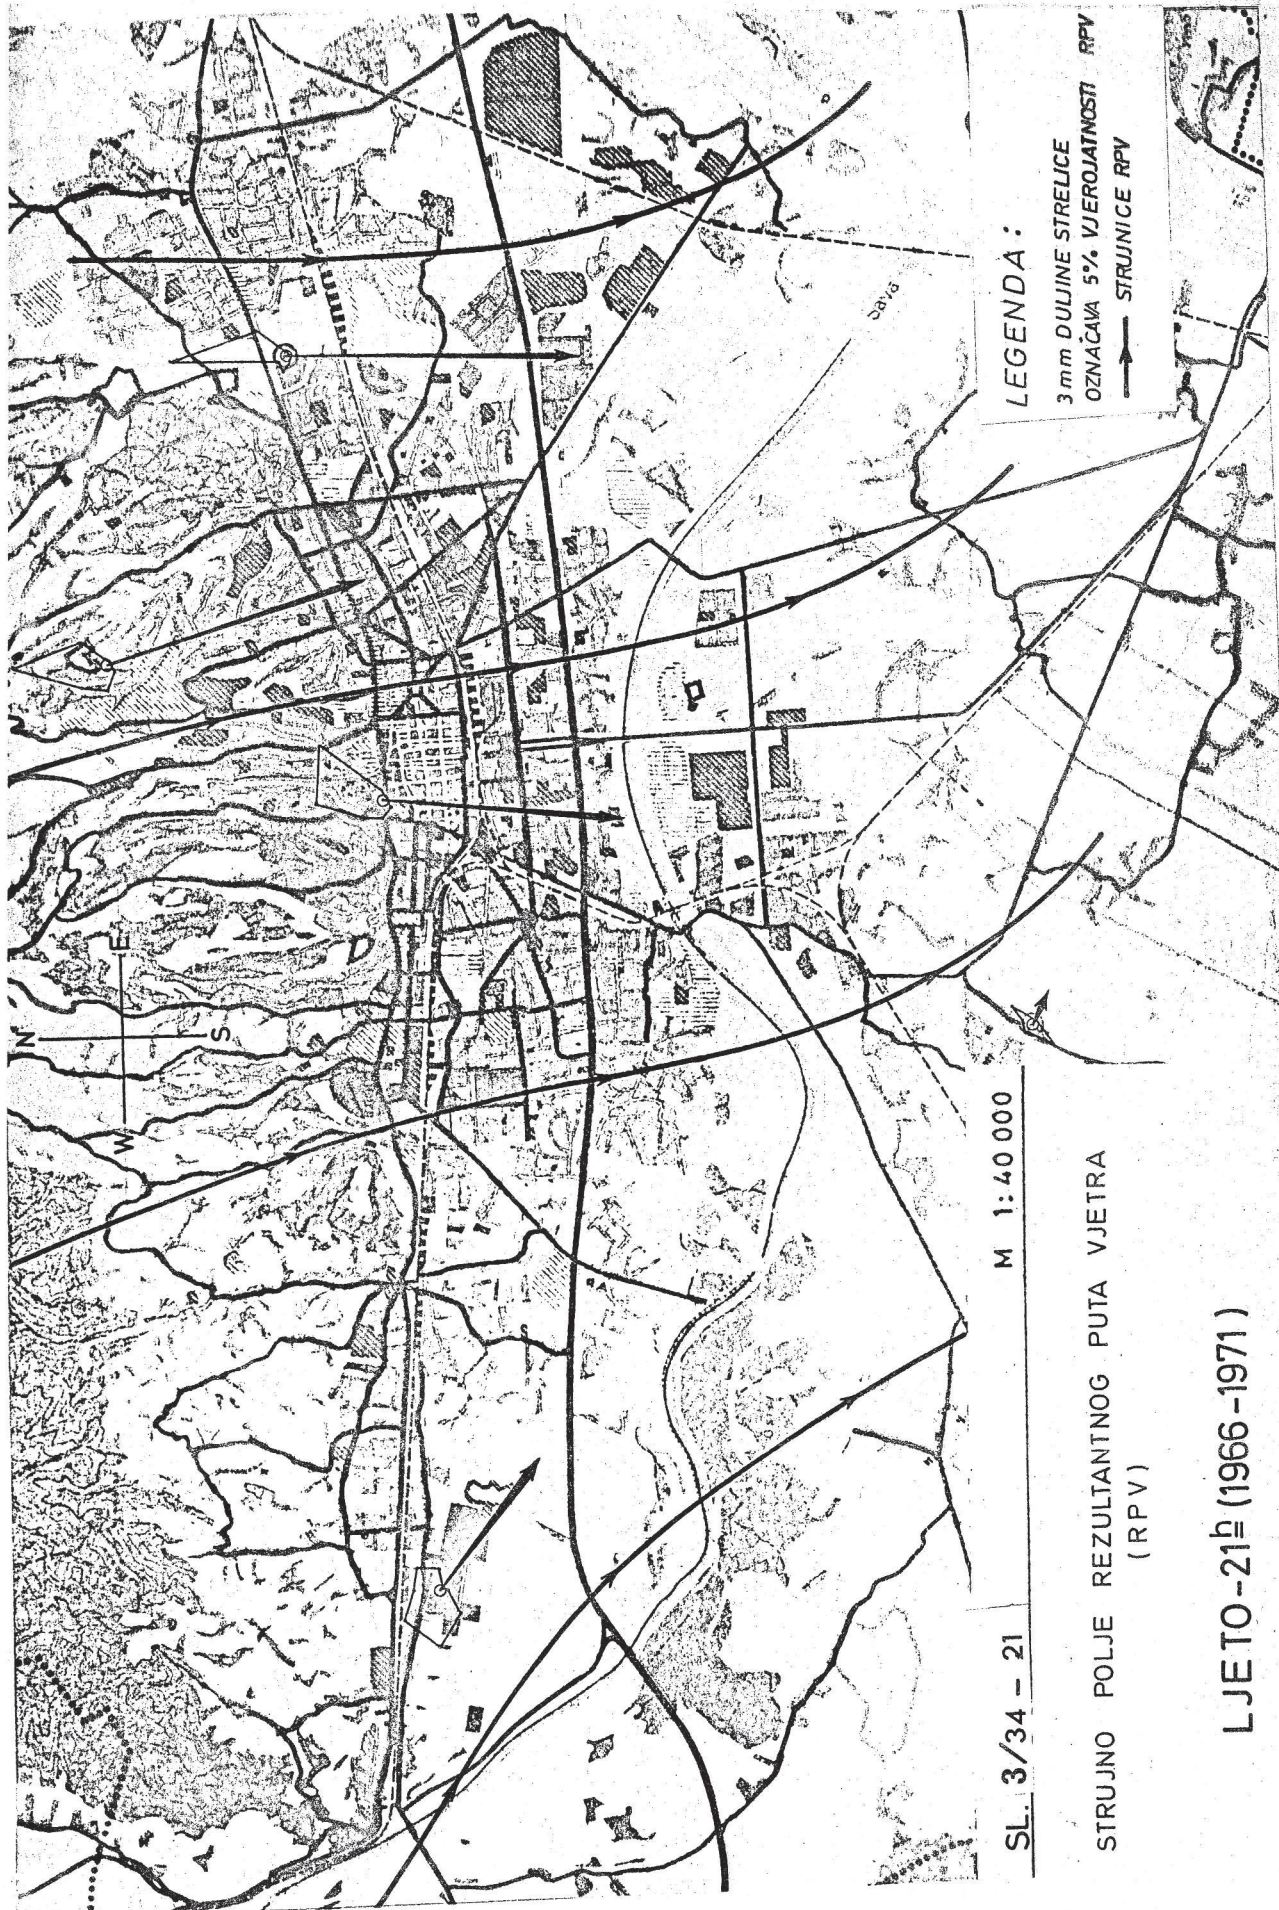 N
W
E
S
Sava
LEGENDA :
3 mm DULJINE STRELICE
OZNAČAVA 5% VJEROJATNOSTI RPV
STRUJNICE RPV
SL. 3/34 - 21
M 1:40 000
STRUJNO POLJE REZULTANTNOG PUTA VJETRA
(RPV)
LJETO-21h (1966-1971)